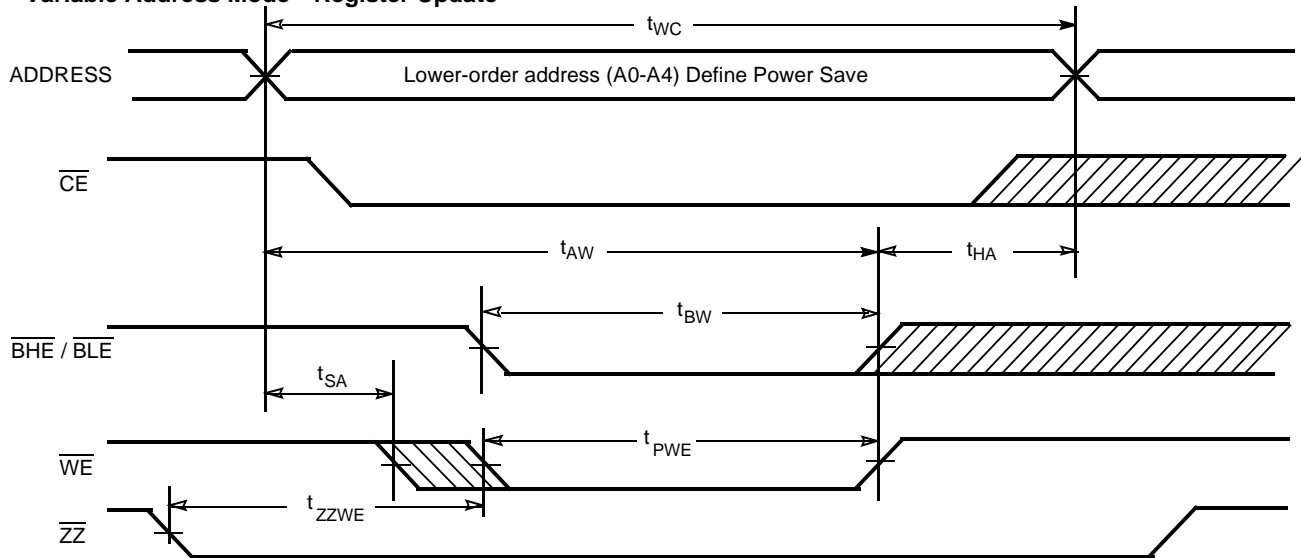 Variable Address Mode Register Update
tWC
ADDRESS
Lower-order address (A0-A4) Define Power Save
CE
tAW
tHA
tBW
BHE / BLE
tSA
tPWE
WE
tZZWE
ZZ